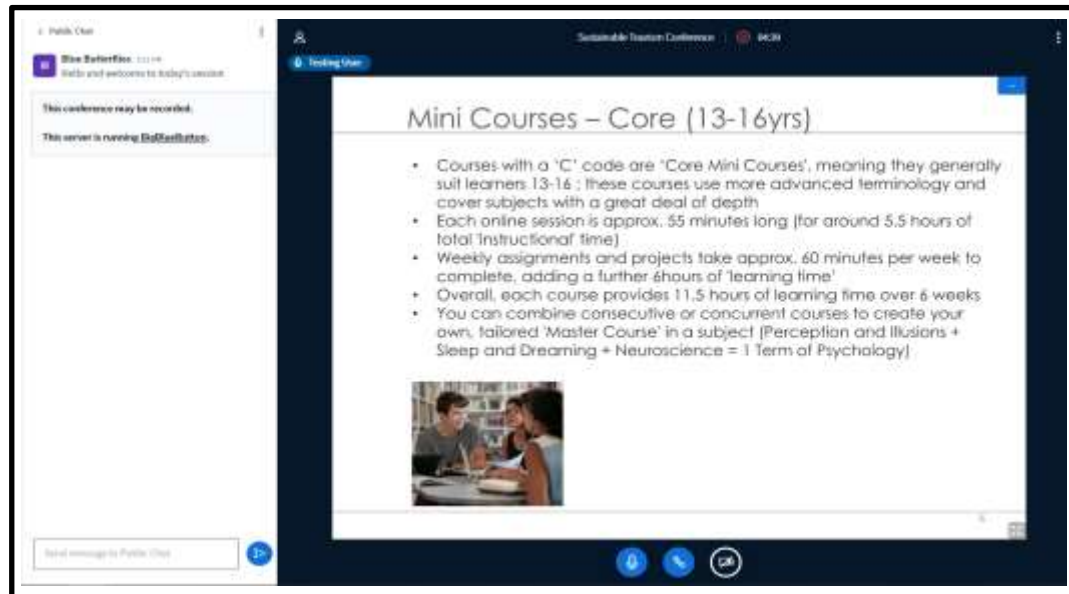 Public Chat
Blue Butterflies
Hello and welcome to today's session
This conference may be recorded.
This server is running BigBlueButton.
Send message to Public Chat
Sustainable Tourism Conference
Testing User
Mini Courses – Core (13-16yrs)
• Courses with a 'C' code are 'Core Mini Courses', meaning they generally
suit learners 13-16 ; these courses use more advanced terminology and
cover subjects with a great deal of depth
• Each online session is approx. 55 minutes long (for around 5.5 hours of
total 'instructional' time)
• Weekly assignments and projects take approx. 60 minutes per week to
complete, adding a further 6hours of 'learning time'
• Overall, each course provides 11.5 hours of learning time over 6 weeks
• You can combine consecutive or concurrent courses to create your
own, tailored 'Master Course' in a subject (Perception and Illusions +
Sleep and Dreaming + Neuroscience = 1 Term of Psychology)